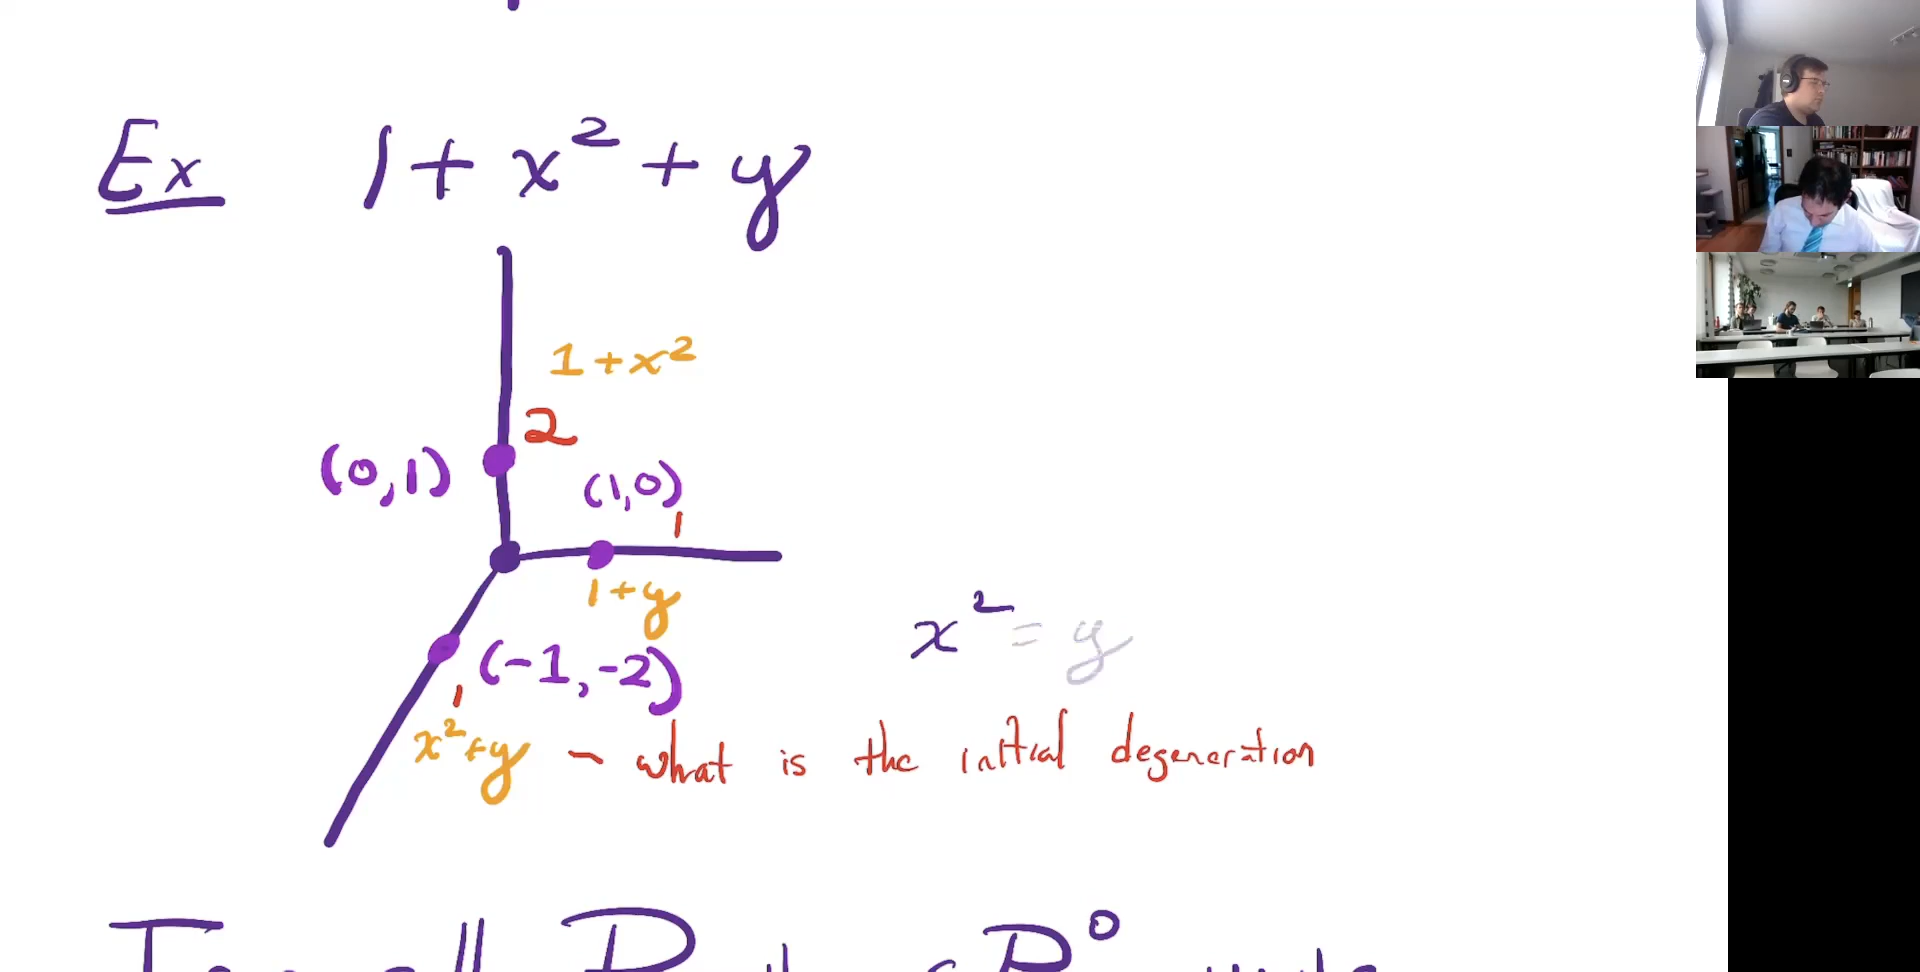 Ex 1 + x² + y
1 + x²
2
(0,1) (1,0)
1
1 + y
x² = y
(-1,-2)
1
x² + y ~ what is the initial degeneration